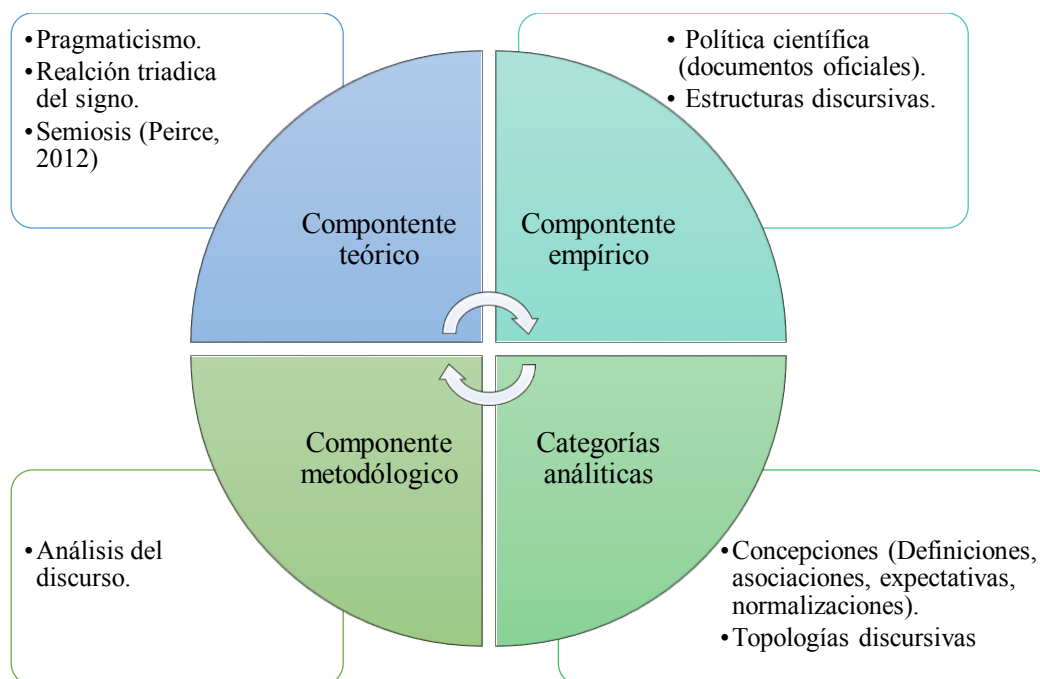 •Pragmaticismo.
•Realción triadica
del signo.
•Semiosis (Peirce,
2012)
• Política científica
(documentos oficiales).
• Estructuras discursivas.
Compontente
teórico
Compontente
empírico
Componente
metodólogico
Categorías
análiticas
•Análisis del
discurso.
•Concepciones (Definiciones,
asociaciones, expectativas,
normalizaciones).
•Topologías discursivas